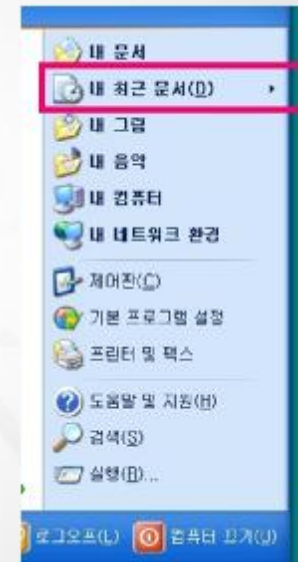 내 문서
내 최근 문서(D)
내 그림
내 음악
내 컴퓨터
내 네트워크 환경
제어판(C)
기본 프로그램 설정
프린터 및 팩스
도움말 및 지원(H)
검색(S)
실행(R)...
로그오프(L) 컴퓨터 끄기(U)